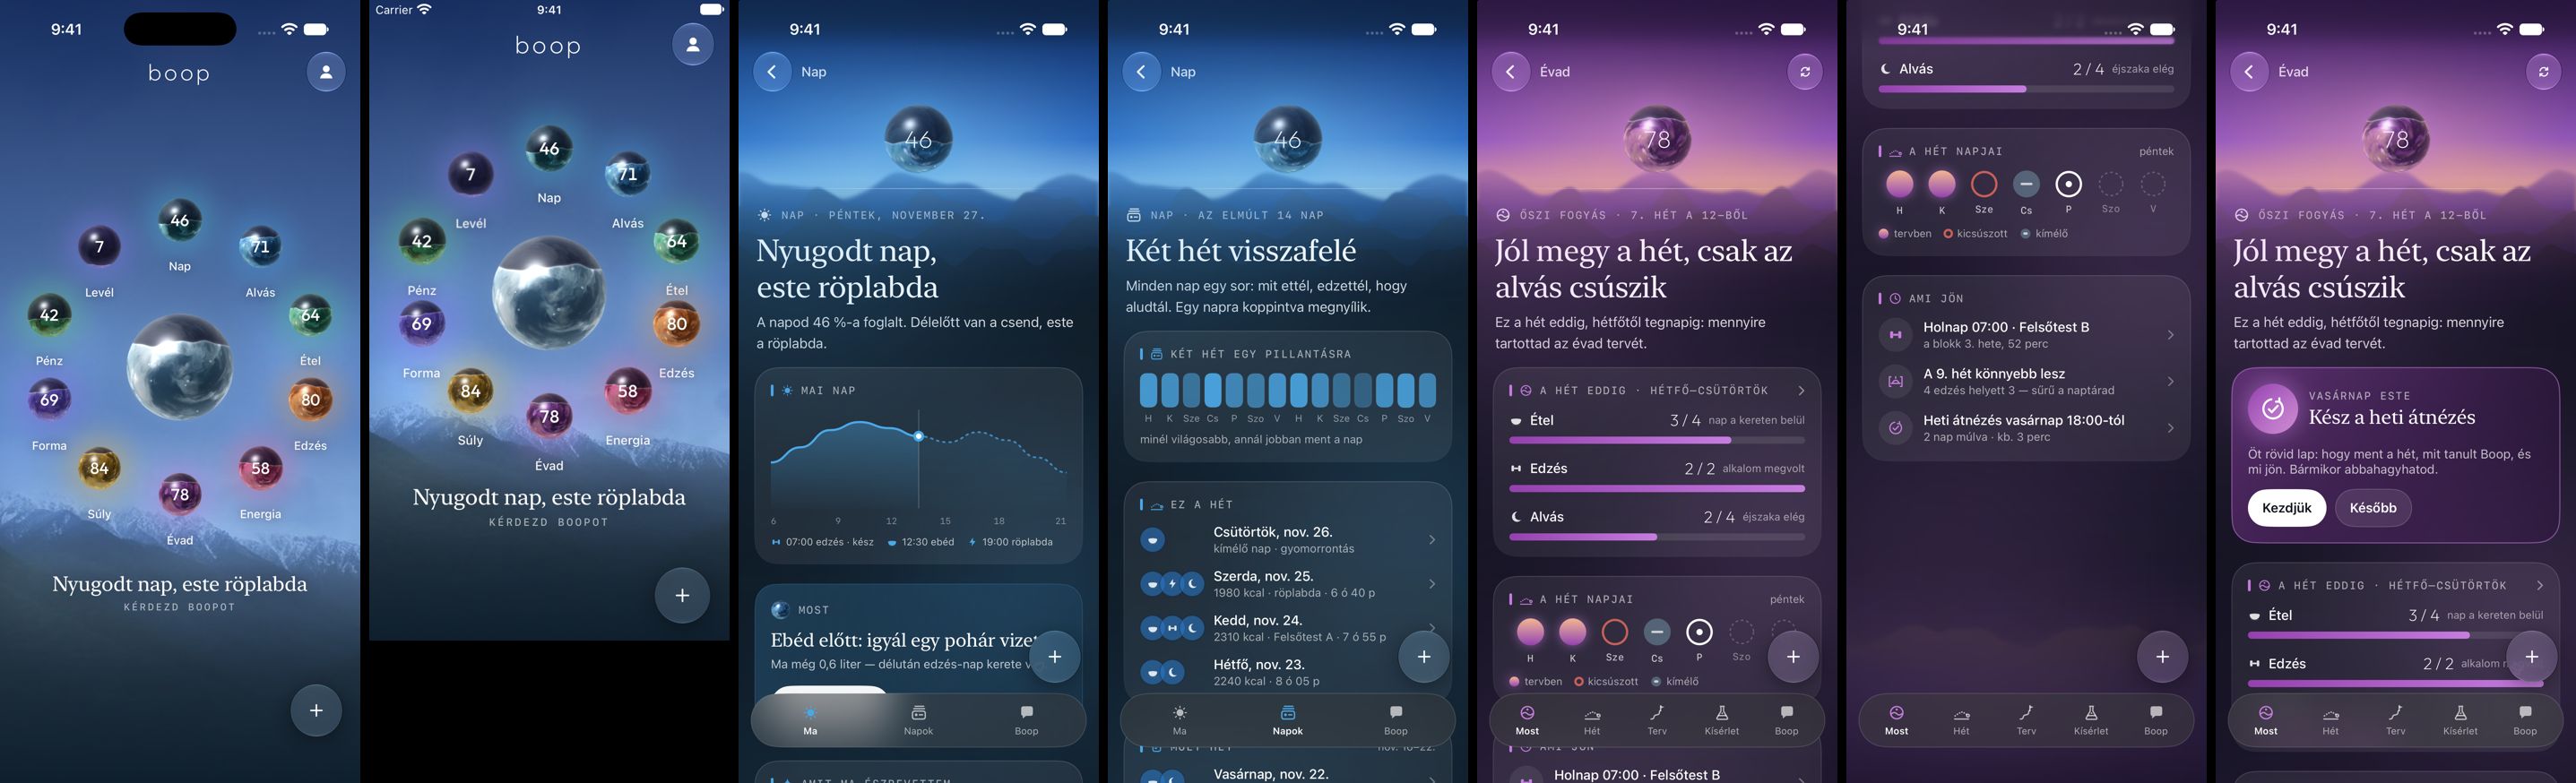 9:41
boop
46
Nap
7
Levél
71
Alvás
42
Pénz
64
Étel
69
Forma
80
Edzés
84
Súly
78
Évad
58
Energia
Nyugodt nap, este röplabda
KÉRDEZD BOOPOT
+
Carrier
9:41
boop
46
Nap
7
Levél
71
Alvás
42
Pénz
64
Étel
69
Forma
80
Edzés
84
Súly
78
Évad
58
Energia
Nyugodt nap, este röplabda
KÉRDEZD BOOPOT
+
9:41
Nap
46
NAP · PÉNTEK, NOVEMBER 27.
Nyugodt nap,
este röplabda
A napod 46 %-a foglalt. Délelőtt van a csend, este
a röplabda.
MAI NAP
6 9 12 15 18 21
07:00 edzés · kész 12:30 ebéd 19:00 röplabda
MOST
Ebéd előtt: igyál egy pohár vizet
Ma még 0,6 liter — délután edzés-nap kerete
+
Ma Napok Boop
AMIT MA ÉSZREVETTEM
9:41
Nap
46
NAP · AZ ELMÚLT 14 NAP
Két hét visszafelé
Minden nap egy sor: mit ettél, edzettél, hogy
aludtál. Egy napra koppintva megnyílik.
KÉT HÉT EGY PILLANTÁSRA
H K Sze Cs P Szo V H K Sze Cs P Szo V
minél világosabb, annál jobban ment a nap
EZ A HÉT
Csütörtök, nov. 26.
kímélő nap · gyomorrontás
Szerda, nov. 25.
1980 kcal · röplabda · 6 ó 40 p
Kedd, nov. 24.
2310 kcal · Felsőtest A · 7 ó 55 p
Hétfő, nov. 23.
2240 kcal · 8 ó 05 p
+
Ma Napok Boop
MÚLT HÉT nov. 16–22.
Vasárnap, nov. 22.
9:41
Évad
78
ŐSZI FOGYÁS · 7. HÉT A 12-BŐL
Jól megy a hét, csak az
alvás csúszik
Ez a hét eddig, hétfőtől tegnapig: mennyire
tartottad az évad tervét.
A HÉT EDDIG · HÉTFŐ–CSÜTÖRTÖK
Étel 3 / 4 nap a kereten belül
Edzés 2 / 2 alkalom megvolt
Alvás 2 / 4 éjszaka elég
A HÉT NAPJAI péntek
H K Sze Cs P Szo
tervben kicsúszott kímélő
+
Most Hét Terv Kísérlet Boop
AMI JÖN
Holnap 07:00 · Felsőtest B
9:41
Alvás 2 / 4 éjszaka elég
A HÉT NAPJAI péntek
H K Sze Cs P Szo V
tervben kicsúszott kímélő
AMI JÖN
Holnap 07:00 · Felsőtest B
a blokk 3. hete, 52 perc
A 9. hét könnyebb lesz
4 edzés helyett 3 — sűrű a naptárad
Heti átnézés vasárnap 18:00-tól
2 nap múlva · kb. 3 perc
+
Most Hét Terv Kísérlet Boop
9:41
Évad
78
ŐSZI FOGYÁS · 7. HÉT A 12-BŐL
Jól megy a hét, csak az
alvás csúszik
Ez a hét eddig, hétfőtől tegnapig: mennyire
tartottad az évad tervét.
VASÁRNAP ESTE
Kész a heti átnézés
Öt rövid lap: hogy ment a hét, mit tanult Boop, és
mi jön. Bármikor abbahagyhatod.
Kezdjük Később
A HÉT EDDIG · HÉTFŐ–CSÜTÖRTÖK
Étel 3 / 4 nap a kereten belül
Edzés 2 / 2 alkalom
+
Most Hét Terv Kísérlet Boop